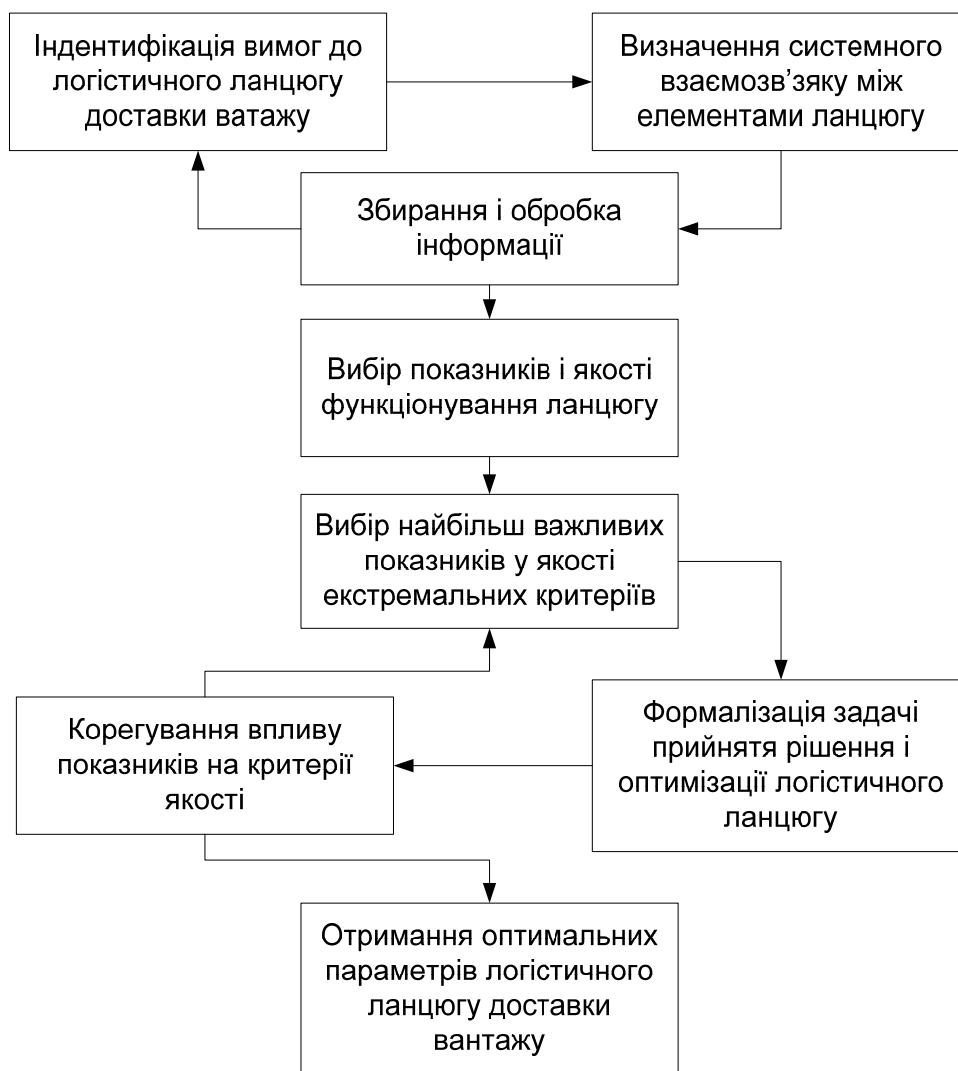 Індентифікація вимог до
логістичного ланцюгу
доставки ватажу
Визначення системного
взаємозв’язку між
елементами ланцюгу
Збирання і обробка
інформації
Вибір показників і якості
функціонування ланцюгу
Вибір найбільш важливих
показників у якості
екстремальних критеріїв
Формалізація задачі
прийнятя рішення і
оптимізації логістичного
ланцюгу
Корегування впливу
показників на критерії
якості
Отримання оптимальних
параметрів логістичного
ланцюгу доставки
вантажу